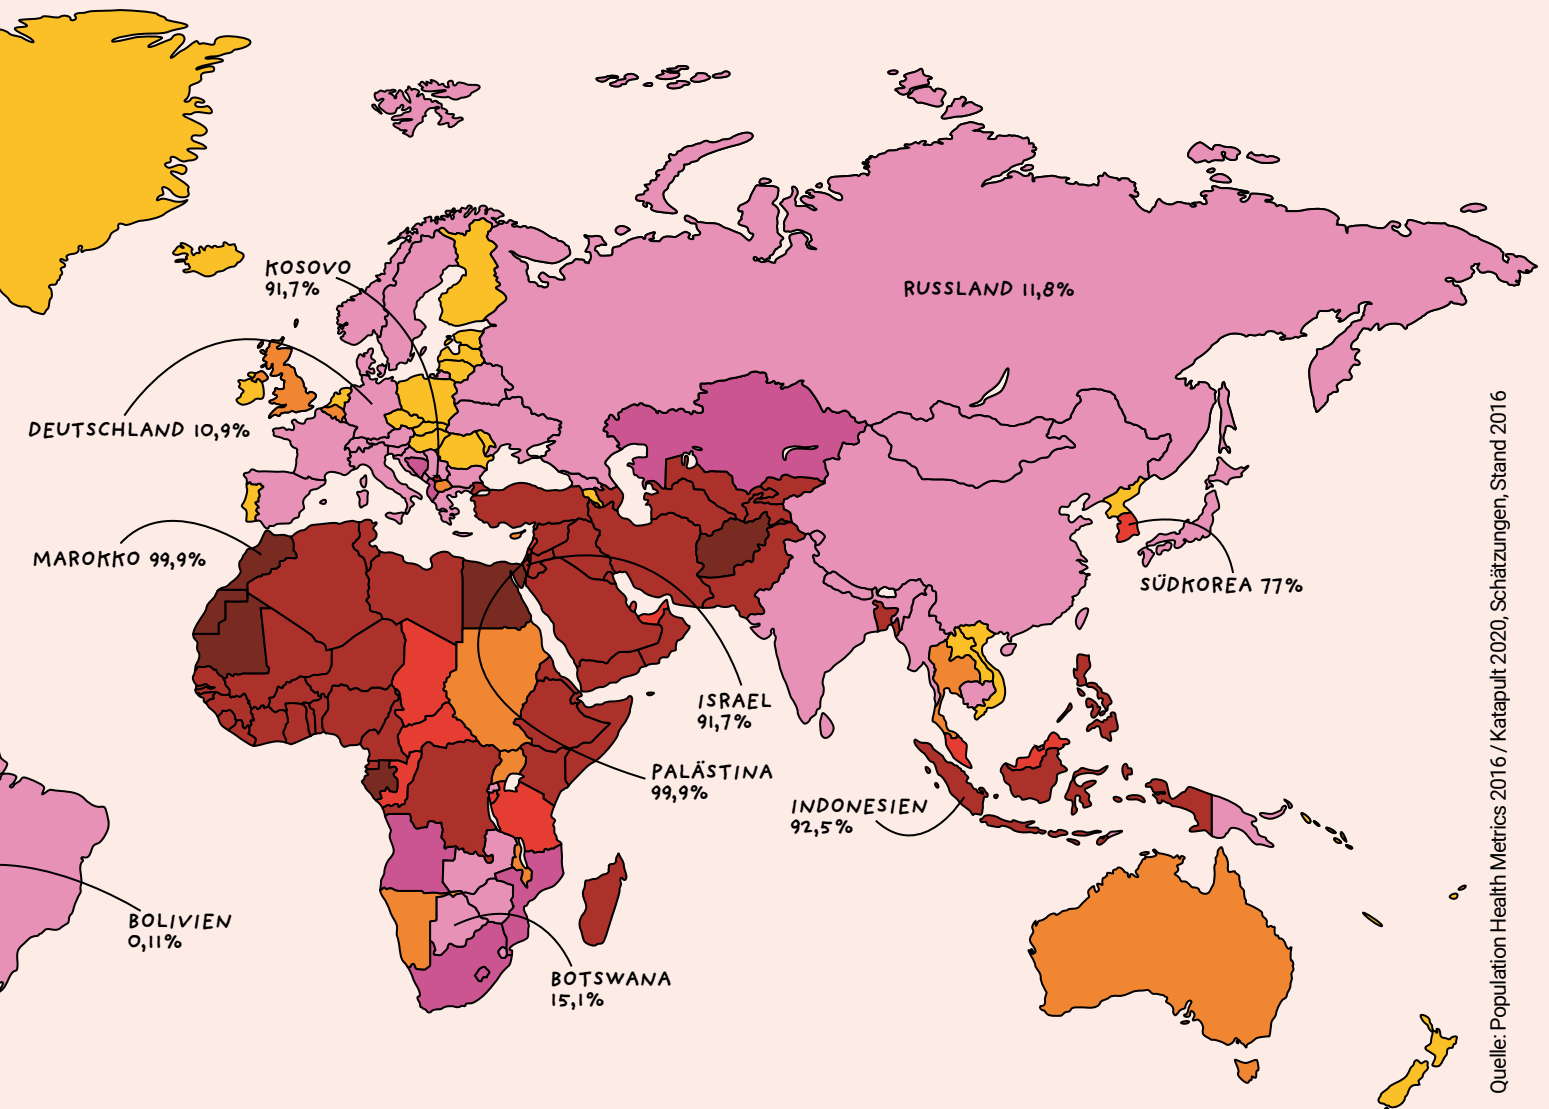 KOSOVO
91,7%
RUSSLAND 11,8%
DEUTSCHLAND 10,9%
MAROKKO 99,9%
SÜDKOREA 77%
ISRAEL
91,7%
PALÄSTINA
99,9%
INDONESIEN
92,5%
BOLIVIEN
0,11%
BOTSWANA
15,1%
Quelle: Population Health Metrics 2016 / Katapult 2020, Schätzungen, Stand 2016